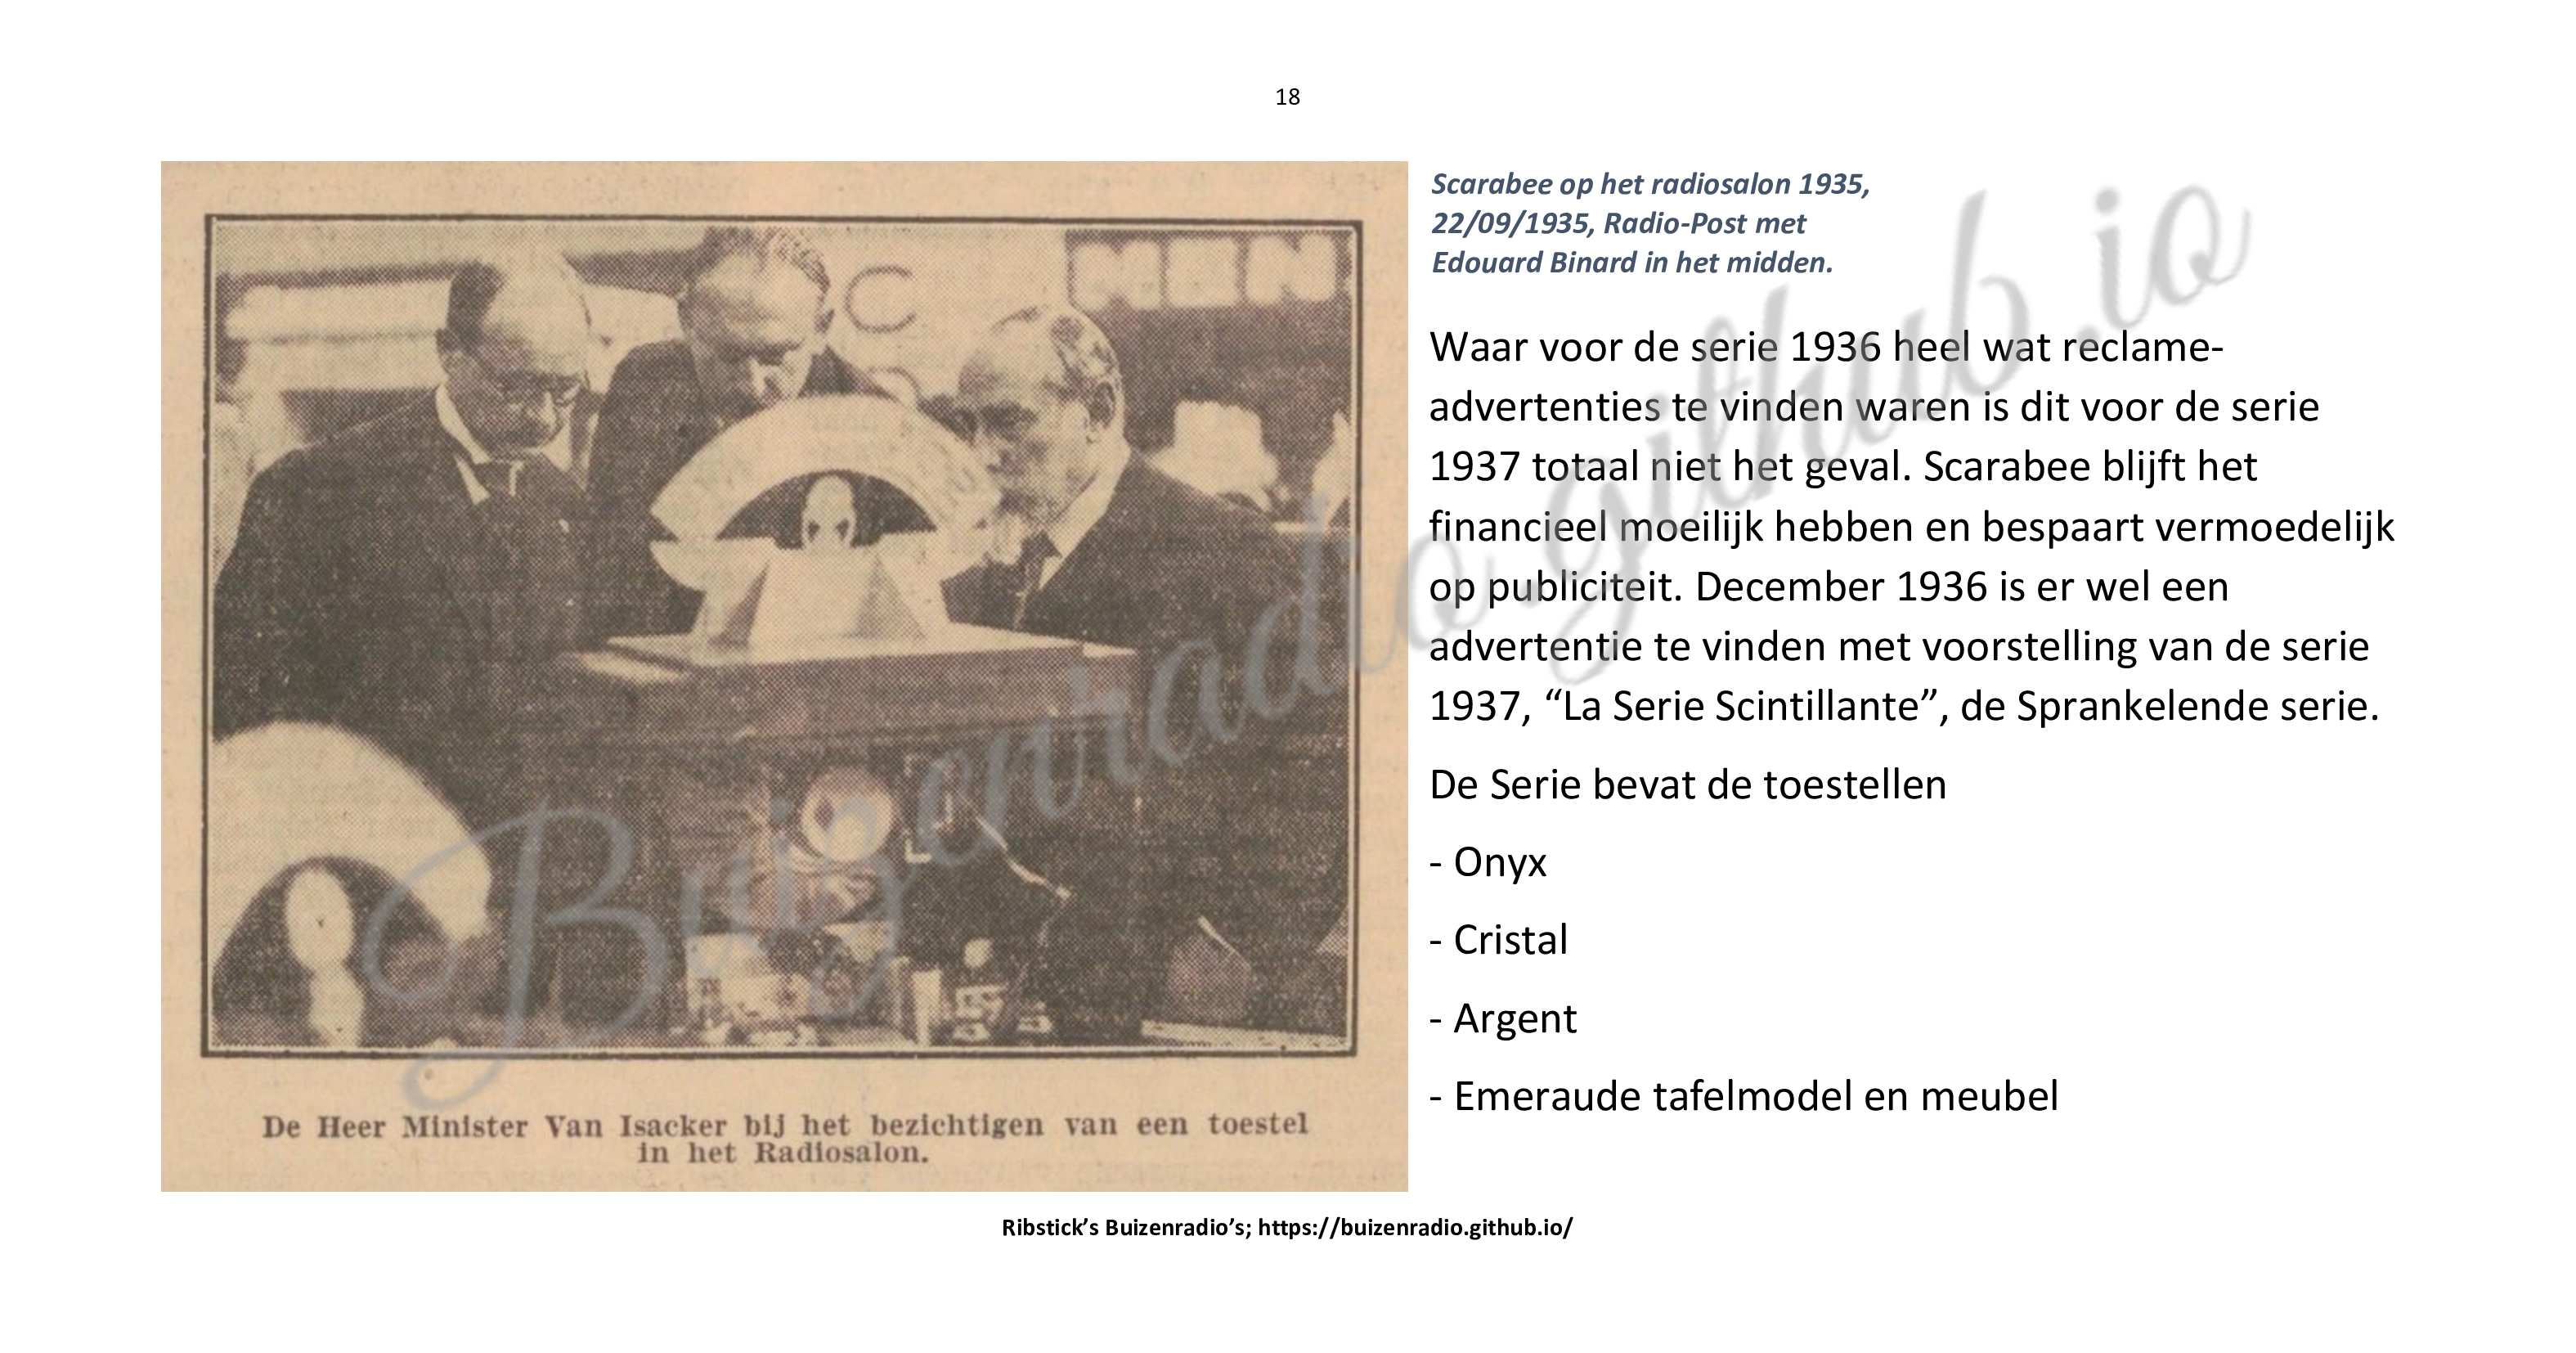 18
Scarabee op het radiosalon 1935,
22/09/1935, Radio-Post met
Edouard Binard in het midden.
Waar voor de serie 1936 heel wat reclame-
advertenties te vinden waren is dit voor de serie
1937 totaal niet het geval. Scarabee blijft het
financieel moeilijk hebben en bespaart vermoedelijk
op publiciteit. December 1936 is er wel een
advertentie te vinden met voorstelling van de serie
1937, “La Serie Scintillante”, de Sprankelende serie.
De Serie bevat de toestellen
- Onyx
- Cristal
- Argent
- Emeraude tafelmodel en meubel
De Heer Minister Van Isacker bij het bezichtigen van een toestel
in het Radiosalon.
Buizenradio.github.io
Ribstick’s Buizenradio’s; https://buizenradio.github.io/